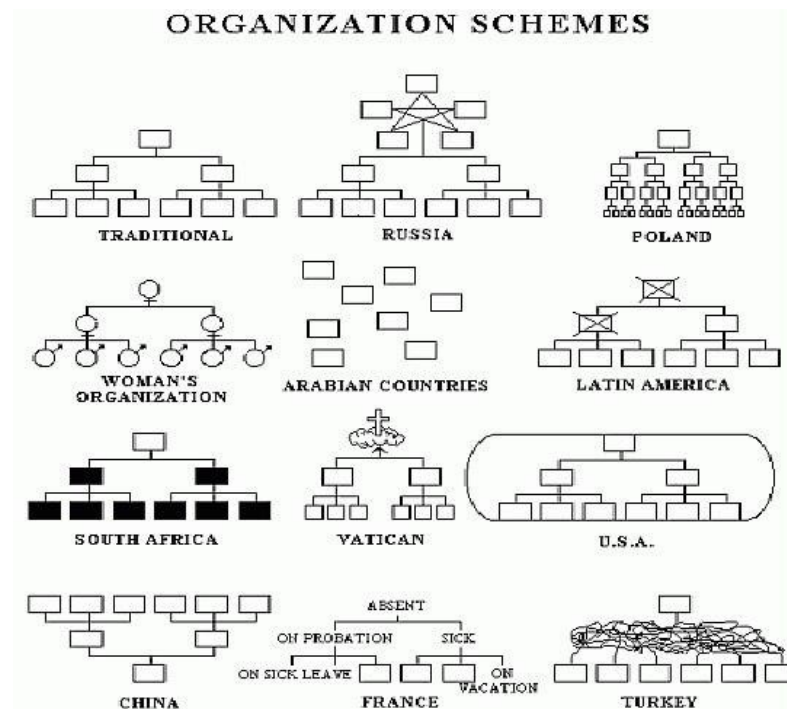 ORGANIZATION SCHEMES
TRADITIONAL
RUSSIA
POLAND
WOMAN'S
ORGANIZATION
ARABIAN COUNTRIES
LATIN AMERICA
SOUTH AFRICA
VATICAN
U.S.A.
CHINA
ABSENT
ON PROBATION
SICK
ON SICK LEAVE
ON
VACATION
FRANCE
TURKEY